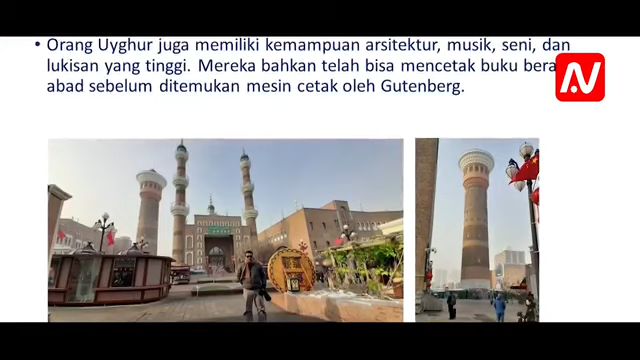 • Orang Uyghur juga memiliki kemampuan arsitektur, musik, seni, dan
lukisan yang tinggi. Mereka bahkan telah bisa mencetak buku bera
abad sebelum ditemukan mesin cetak oleh Gutenberg.